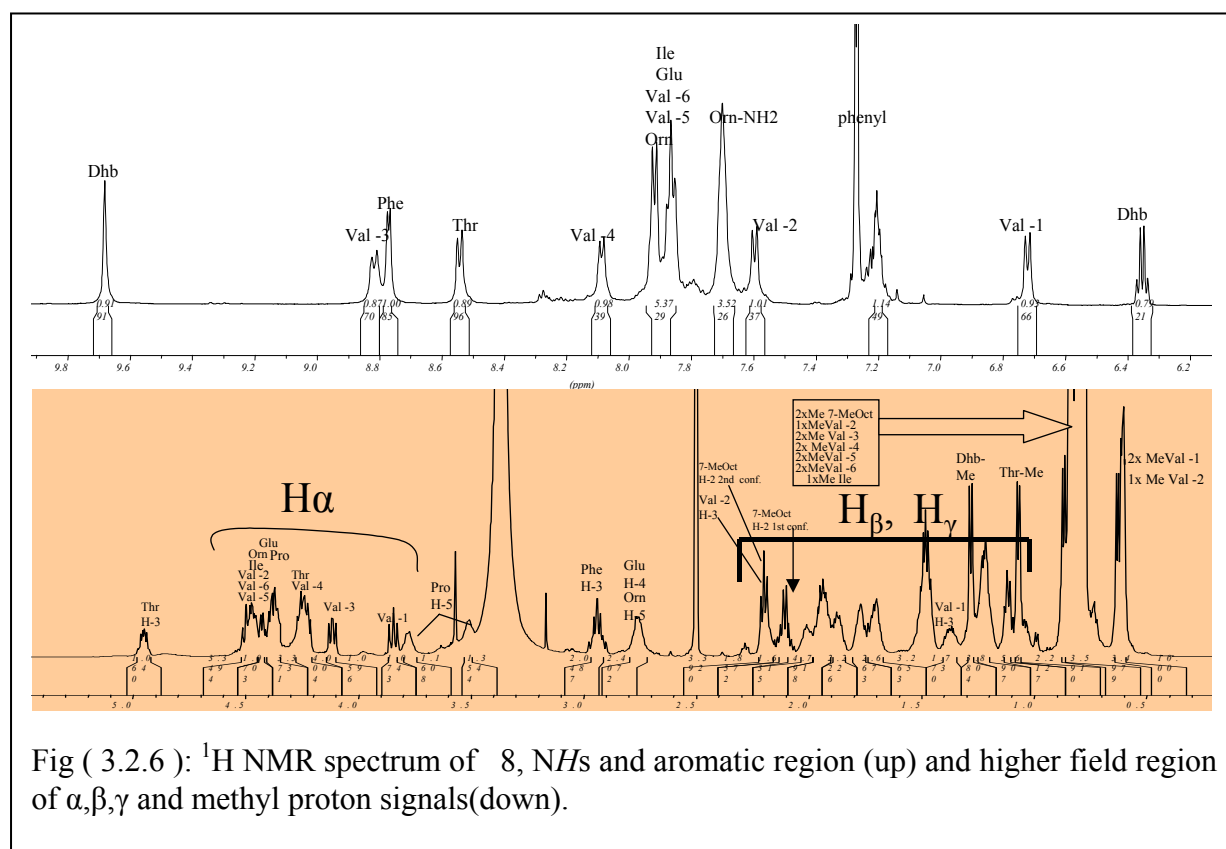 Ile
Glu
Val -6
Val -5
Orn
Orn-NH2
phenyl
Dhb
Phe
Val -3
Thr
Val -4
Val -2
Val -1
Dhb
9.8 9.6 9.4 9.2 9.0 8.8 8.6 8.4 8.2 8.0 7.8 7.6 7.4 7.2 7.0 6.8 6.6 6.4 6.2
(ppm)
2xMe 7-MeOct
1xMeVal -2
2xMe Val -3
2x MeVal -4
2xMeVal -5
2xMeVal -6
1xMe Ile
2x MeVal -1
1x Me Val -2
Dhb-
Me
Thr-Me
7-MeOct
H-2 2nd conf.
Val -2
H-3
7-MeOct
H-2 1st conf.
Hα
Hβ, Hγ
Glu
Orn Pro
Ile
Val -2
Val -6
Val -5
Thr
Val -4
Val -3
Thr
H-3
Val -1
Pro
H-5
Phe
H-3
Glu
H-4
Orn
H-5
Val -1
H-3
5.0 4.5 4.0 3.5 3.0 2.5 2.0 1.5 1.0 0.5
Fig ( 3.2.6 ): ¹H NMR spectrum of 8, NHs and aromatic region (up) and higher field region
of α,β,γ and methyl proton signals(down).